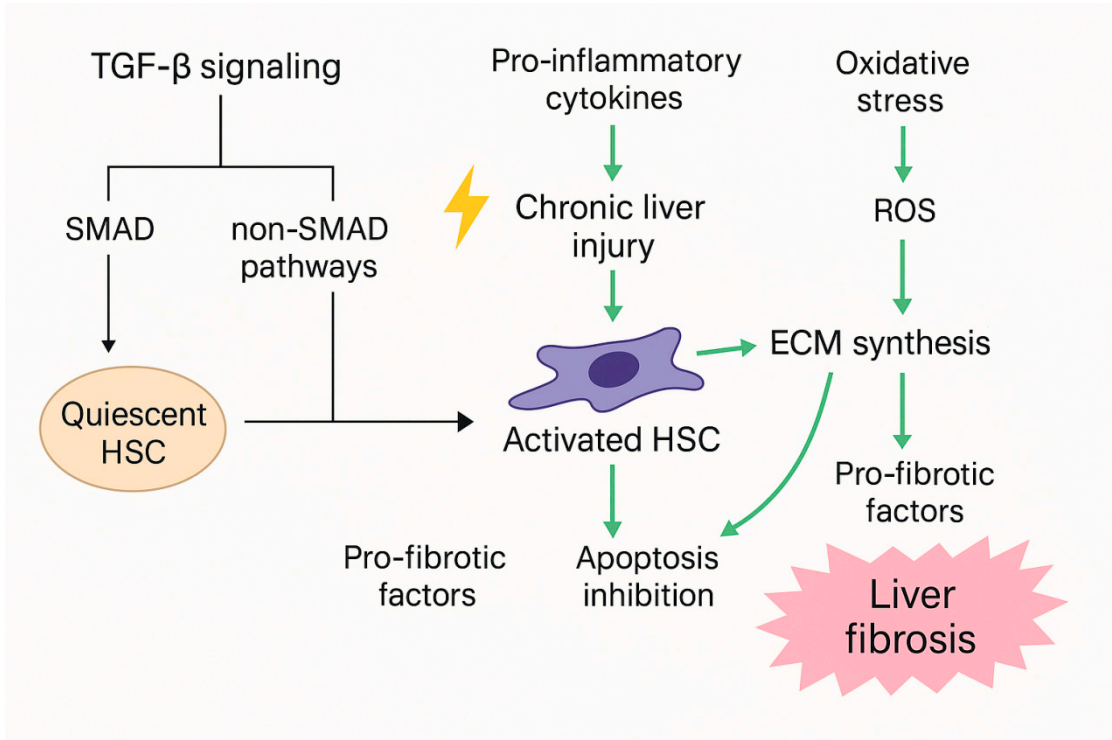 TGF-β signaling
SMAD
non-SMAD
pathways
Quiescent
HSC
Pro-inflammatory
cytokines
Chronic liver
injury
Activated HSC
Pro-fibrotic
factors
Apoptosis
inhibition
Oxidative
stress
ROS
ECM synthesis
Pro-fibrotic
factors
Liver
fibrosis